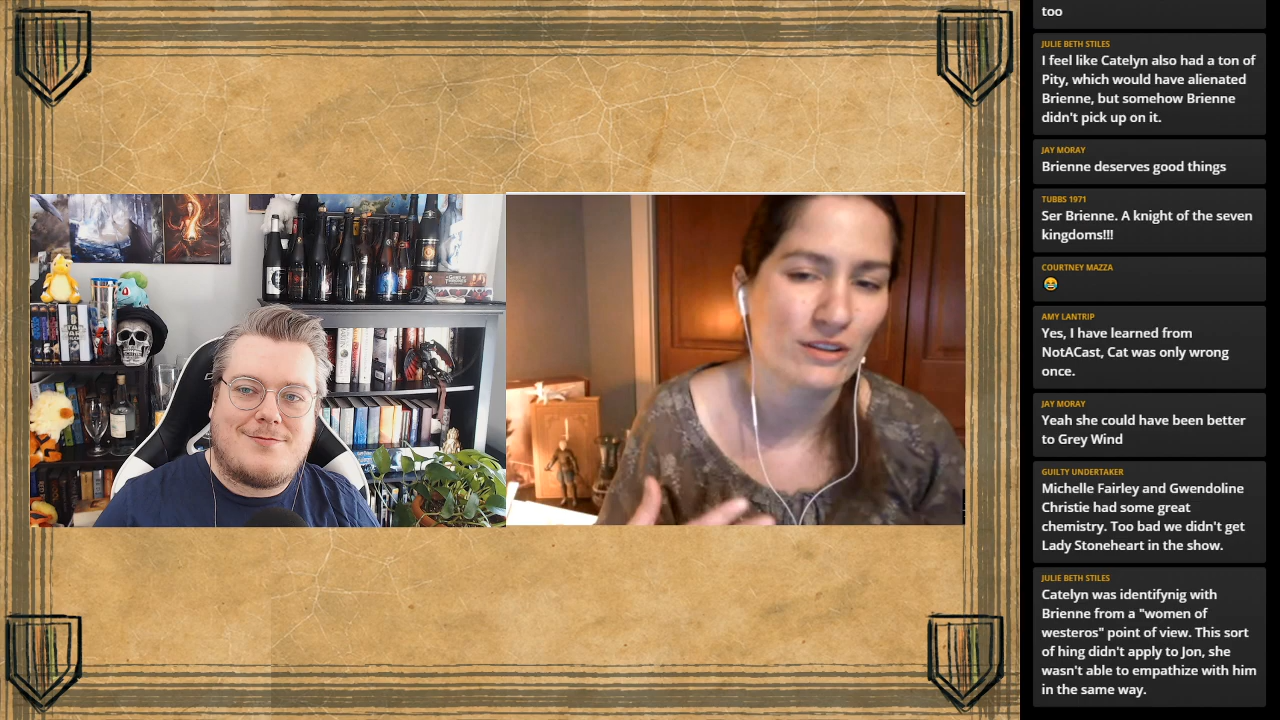 too
JULIE BETH STILES
I feel like Catelyn also had a ton of
Pity, which would have alienated
Brienne, but somehow Brienne
didn't pick up on it.
JAY MORAY
Brienne deserves good things
TUBBS 1971
Ser Brienne. A knight of the seven
kingdoms!!!
COURTNEY MAZZA
😂
AMY LANTRIP
Yes, I have learned from
NotACast, Cat was only wrong
once.
JAY MORAY
Yeah she could have been better
to Grey Wind
GUILTY UNDERTAKER
Michelle Fairley and Gwendoline
Christie had some great
chemistry. Too bad we didn't get
Lady Stoneheart in the show.
JULIE BETH STILES
Catelyn was identifynig with
Brienne from a "women of
westeros" point of view. This sort
of hing didn't apply to Jon, she
wasn't able to empathize with him
in the same way.